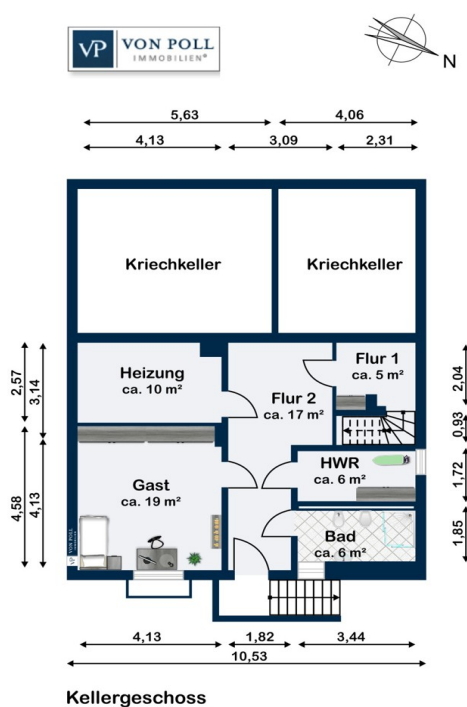 VP VON POLL
IMMOBILIEN®
N
5,63 4,06
4,13 3,09 2,31
Kriechkeller Kriechkeller
Heizung
ca. 10 m²
Flur 1
ca. 5 m²
Flur 2
ca. 17 m²
HWR
ca. 6 m²
Gast
ca. 19 m²
Bad
ca. 6 m²
2,57
3,14
4,58
4,13
2,04
0,93
1,72
1,85
VP VON POLL
4,13 1,82 3,44
10,53
Kellergeschoss